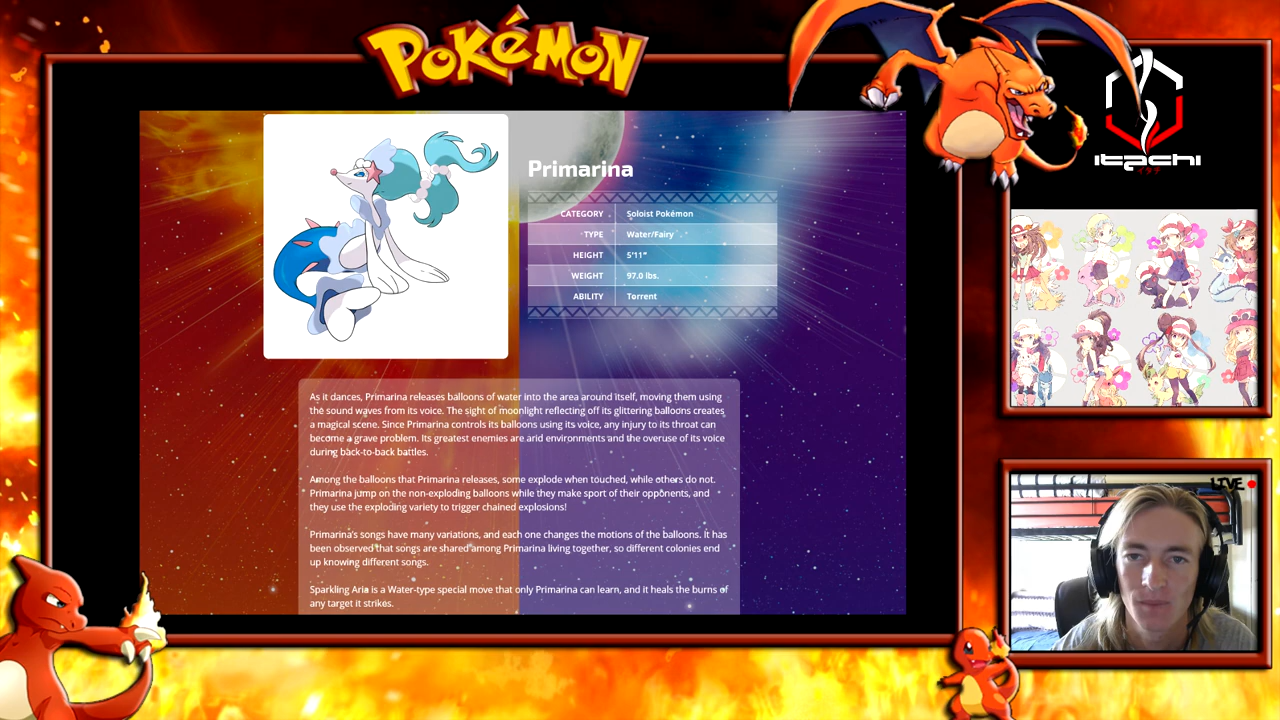 POKÉMON
ITACHI
イタチ
Primarina
CATEGORY Soloist Pokémon
TYPE Water/Fairy
HEIGHT 5'11"
WEIGHT 97.0 lbs.
ABILITY Torrent
As it dances, Primarina releases balloons of water into the area around itself, moving them using
the sound waves from its voice. The sight of moonlight reflecting off its glittering balloons creates
a magical scene. Since Primarina controls its balloons using its voice, any injury to its throat can
become a grave problem. Its greatest enemies are arid environments and the overuse of its voice
during back-to-back battles.
Among the balloons that Primarina releases, some explode when touched, while others do not.
Primarina jump on the non-exploding balloons while they make sport of their opponents, and
they use the exploding variety to trigger chained explosions!
Primarina's songs have many variations, and each one changes the motions of the balloons. It has
been observed that songs are shared among Primarina living together, so different colonies end
up knowing different songs.
Sparkling Aria is a Water-type special move that only Primarina can learn, and it heals the burns of
any target it strikes.
LIVE